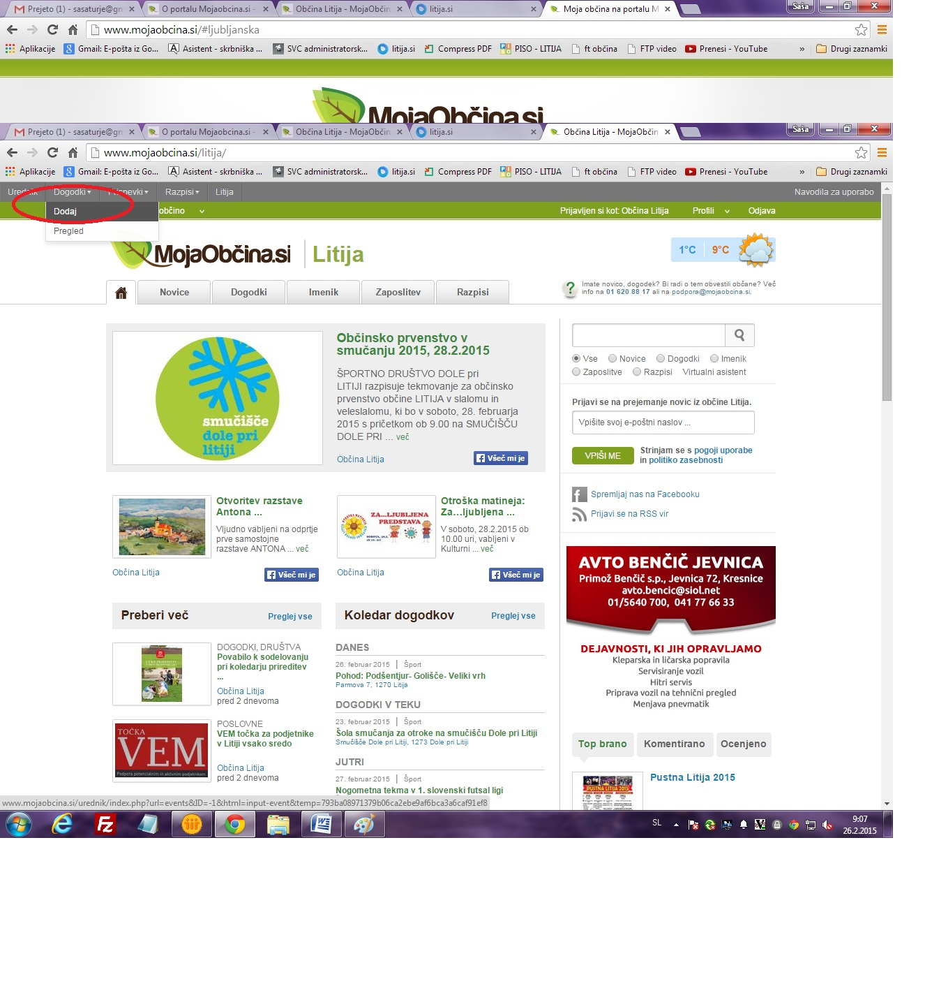 Prejeto (1) - sasaturje@gm
O portalu Mojaobcina.si -
Občina Litija - MojaObčin
litija.si
Moja občina na portalu M
Saša
www.mojaobcina.si/#ljubljanska
Aplikacije
Gmail: E-pošta iz Go...
Asistent - skrbniška ...
SVC administratorsk...
litija.si
Compress PDF
PISO - LITIJA
ft občina
FTP video
Prenesi - YouTube
»
Drugi zaznamki
MojaObčina.si
Prejeto (1) - sasaturje@gm
O portalu Mojaobcina.si -
Občina Litija - MojaObčin
litija.si
Občina Litija - MojaObčin
Saša
www.mojaobcina.si/litija/
Aplikacije
Gmail: E-pošta iz Go...
Asistent - skrbniška ...
SVC administratorsk...
litija.si
Compress PDF
PISO - LITIJA
ft občina
FTP video
Prenesi - YouTube
»
Drugi zaznamki
Urednik
Dogodki
Prispevki
Razpisi
Litija
Navodila za uporabo
Dodaj
Pregled
občino
Prijavljen si kot: Občina Litija
Profili
Odjava
MojaObčina.si
Litija
1°C
9°C
Novice
Dogodki
Imenik
Zaposlitev
Razpisi
?
Imate novico, dogodek? Bi radi o tem obvestili občane? Več
info na 01 620 88 17 ali na podpora@mojaobcina.si.
smučišče
dole pri
litiji
Občinsko prvenstvo v
smučanju 2015, 28.2.2015
ŠPORTNO DRUŠTVO DOLE pri
LITIJI razpisuje tekmovanje za občinsko
prvenstvo občine LITIJA v slalomu in
veleslalomu, ki bo v soboto, 28. februarja
2015 s pričetkom ob 9.00 na SMUČIŠČU
DOLE PRI ... več
Občina Litija
Všeč mi je
Otvoritev razstave
Antona ...
Vljudno vabljeni na odprtje
prve samostojne
razstave ANTONA ... več
Občina Litija
Všeč mi je
ZA...LJUBLJENA
PREDSTAVA
Otroška matineja:
Za…ljubljena ...
V soboto, 28.2.2015 ob
10.00 uri, vabljeni v
Kulturni ... več
Občina Litija
Všeč mi je
Preberi več
Preglej vse
DOGODKI, DRUŠTVA
Povabilo k sodelovanju
pri koledarju prireditev
...
Občina Litija
pred 2 dnevoma
TOČKA
VEM
Podpora potencialnim in aktivnim podjetnikom
POSLOVNE
VEM točka za podjetnike
v Litiji vsako sredo
Občina Litija
pred 2 dnevoma
Koledar dogodkov
Preglej vse
DANES
26. februar 2015 | Šport
Pohod: Podšentjur- Golišče- Veliki vrh
Parmova 7, 1270 Litija
DOGODKI V TEKU
23. februar 2015 | Šport
Šola smučanja za otroke na smučišču Dole pri Litiji
Smučišče Dole pri Litiji, 1273 Dole pri Litiji
JUTRI
27. februar 2015 | Šport
Nogometna tekma v 1. slovenski futsal ligi
Vse
Novice
Dogodki
Imenik
Zaposlitve
Razpisi
Virtualni asistent
Prijavi se na prejemanje novic iz občine Litija.
Vpišite svoj e-poštni naslov ...
VPIŠI ME
Strinjam se s pogoji uporabe
in politiko zasebnosti
Spremljaj nas na Facebooku
Prijavi se na RSS vir
AVTO BENČIČ JEVNICA
Primož Benčič s.p., Jevnica 72, Kresnice
avto.bencic@siol.net
01/5640 700, 041 77 66 33
DEJAVNOSTI, KI JIH OPRAVLJAMO
Kleparska in ličarska popravila
Servisiranje vozil
Hitri servis
Priprava vozil na tehnični pregled
Menjava pnevmatik
Top brano
Komentirano
Ocenjeno
PUSTNA LITIJA 2015
Pustna Litija 2015
www.mojaobcina.si/urednik/index.php?url=events&ID=-1&html=input-event&temp=793ba08971379b06ca2ebe9af6bca3a6caf91ef8
SL
9:07
26.2.2015